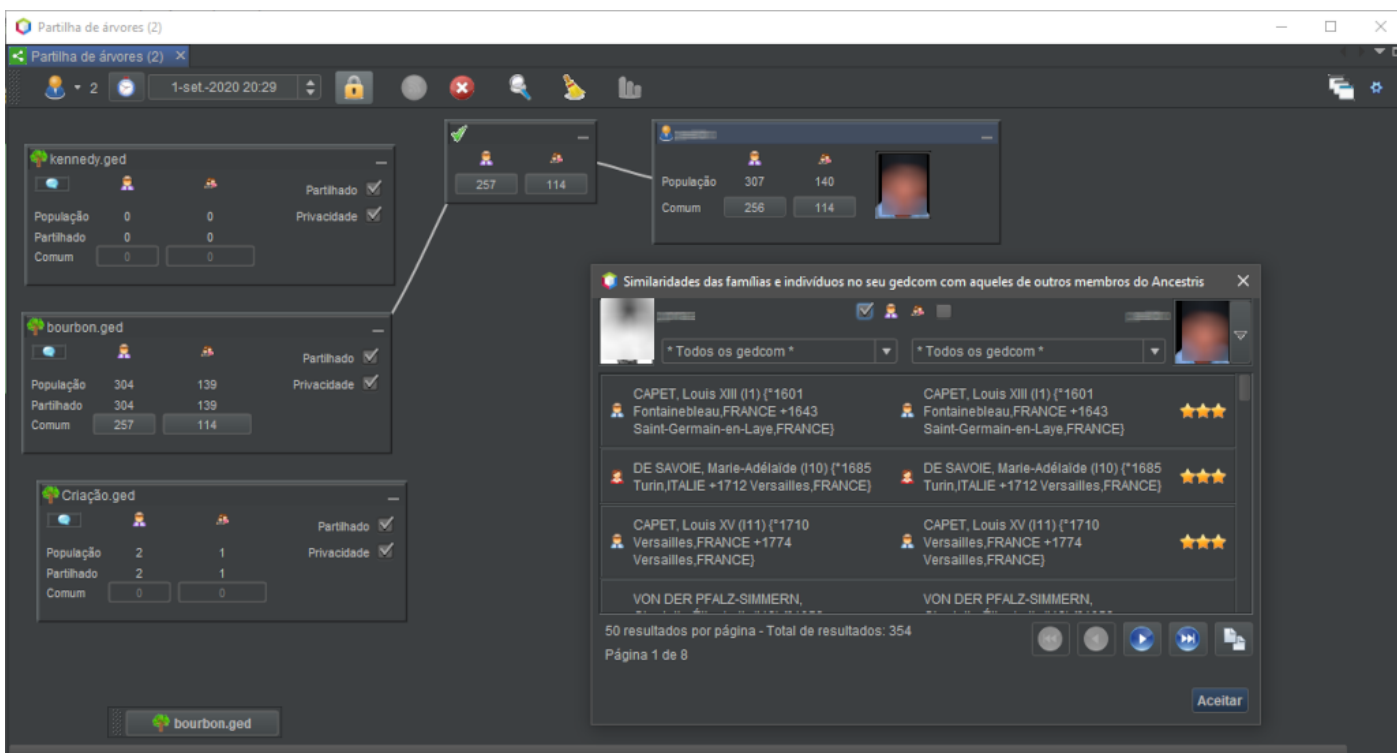 Partilha de árvores (2)
Partilha de árvores (2)
2
1-set.-2020 20:29
kennedy.ged
Partilhado
População 0 0
Privacidade
Partilhado 0 0
Comum 0 0
257 114
População 307 140
Comum 256 114
bourbon.ged
Partilhado
População 304 139
Privacidade
Partilhado 304 139
Comum 257 114
Criação.ged
Partilhado
População 2 1
Privacidade
Partilhado 2 1
Comum 0 0
bourbon.ged
Similaridades das famílias e indivíduos no seu gedcom com aqueles de outros membros do Ancestris
* Todos os gedcom *
* Todos os gedcom *
CAPET, Louis XIII (I1) {*1601
Fontainebleau,FRANCE +1643
Saint-Germain-en-Laye,FRANCE}
CAPET, Louis XIII (I1) {*1601
Fontainebleau,FRANCE +1643
Saint-Germain-en-Laye,FRANCE}
DE SAVOIE, Marie-Adélaïde (I10) {*1685
Turin,ITALIE +1712 Versailles,FRANCE}
DE SAVOIE, Marie-Adélaïde (I10) {*1685
Turin,ITALIE +1712 Versailles,FRANCE}
CAPET, Louis XV (I11) {*1710
Versailles,FRANCE +1774
Versailles,FRANCE}
CAPET, Louis XV (I11) {*1710
Versailles,FRANCE +1774
Versailles,FRANCE}
VON DER PFALZ-SIMMERN,
VON DER PFALZ-SIMMERN,
50 resultados por página - Total de resultados: 354
Página 1 de 8
Aceitar